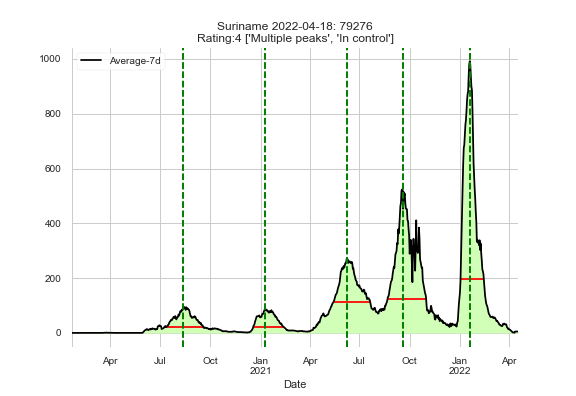 Suriname 2022-04-18: 79276
Rating:4 ['Multiple peaks', 'In control']
Average-7d
1000
800
600
400
200
0
Apr Jul Oct Jan Apr Jul Oct Jan Apr
2021 2022
Date